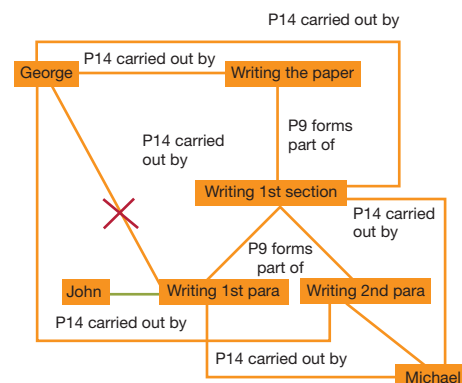 P14 carried out by
P14 carried out by
George
Writing the paper
P9 forms
part of
P14 carried
out by
Writing 1st section
P14 carried
out by
P9 forms
part of
John
Writing 1st para
Writing 2nd para
P14 carried out by
P14 carried out by
Michael